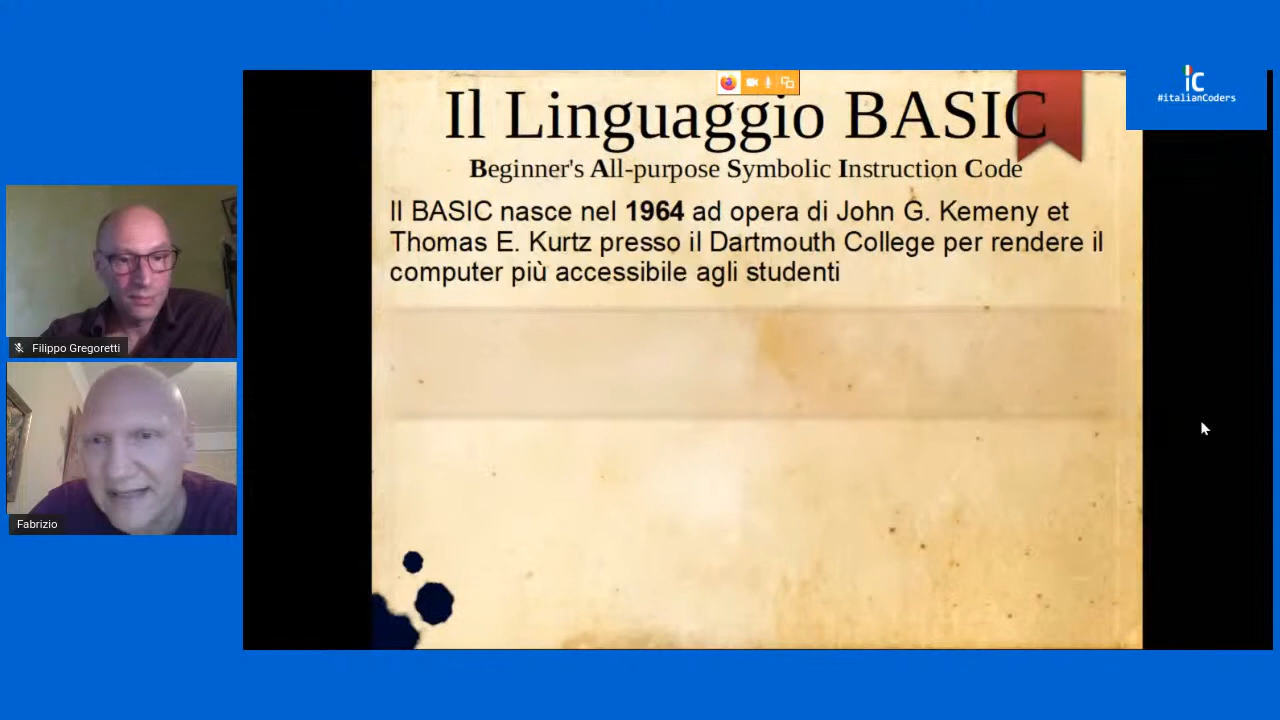 Il Linguaggio BASIC
Beginner's All-purpose Symbolic Instruction Code
Il BASIC nasce nel 1964 ad opera di John G. Kemeny et
Thomas E. Kurtz presso il Dartmouth College per rendere il
computer più accessibile agli studenti
ic
#italianCoders
Filippo Gregoretti
Fabrizio